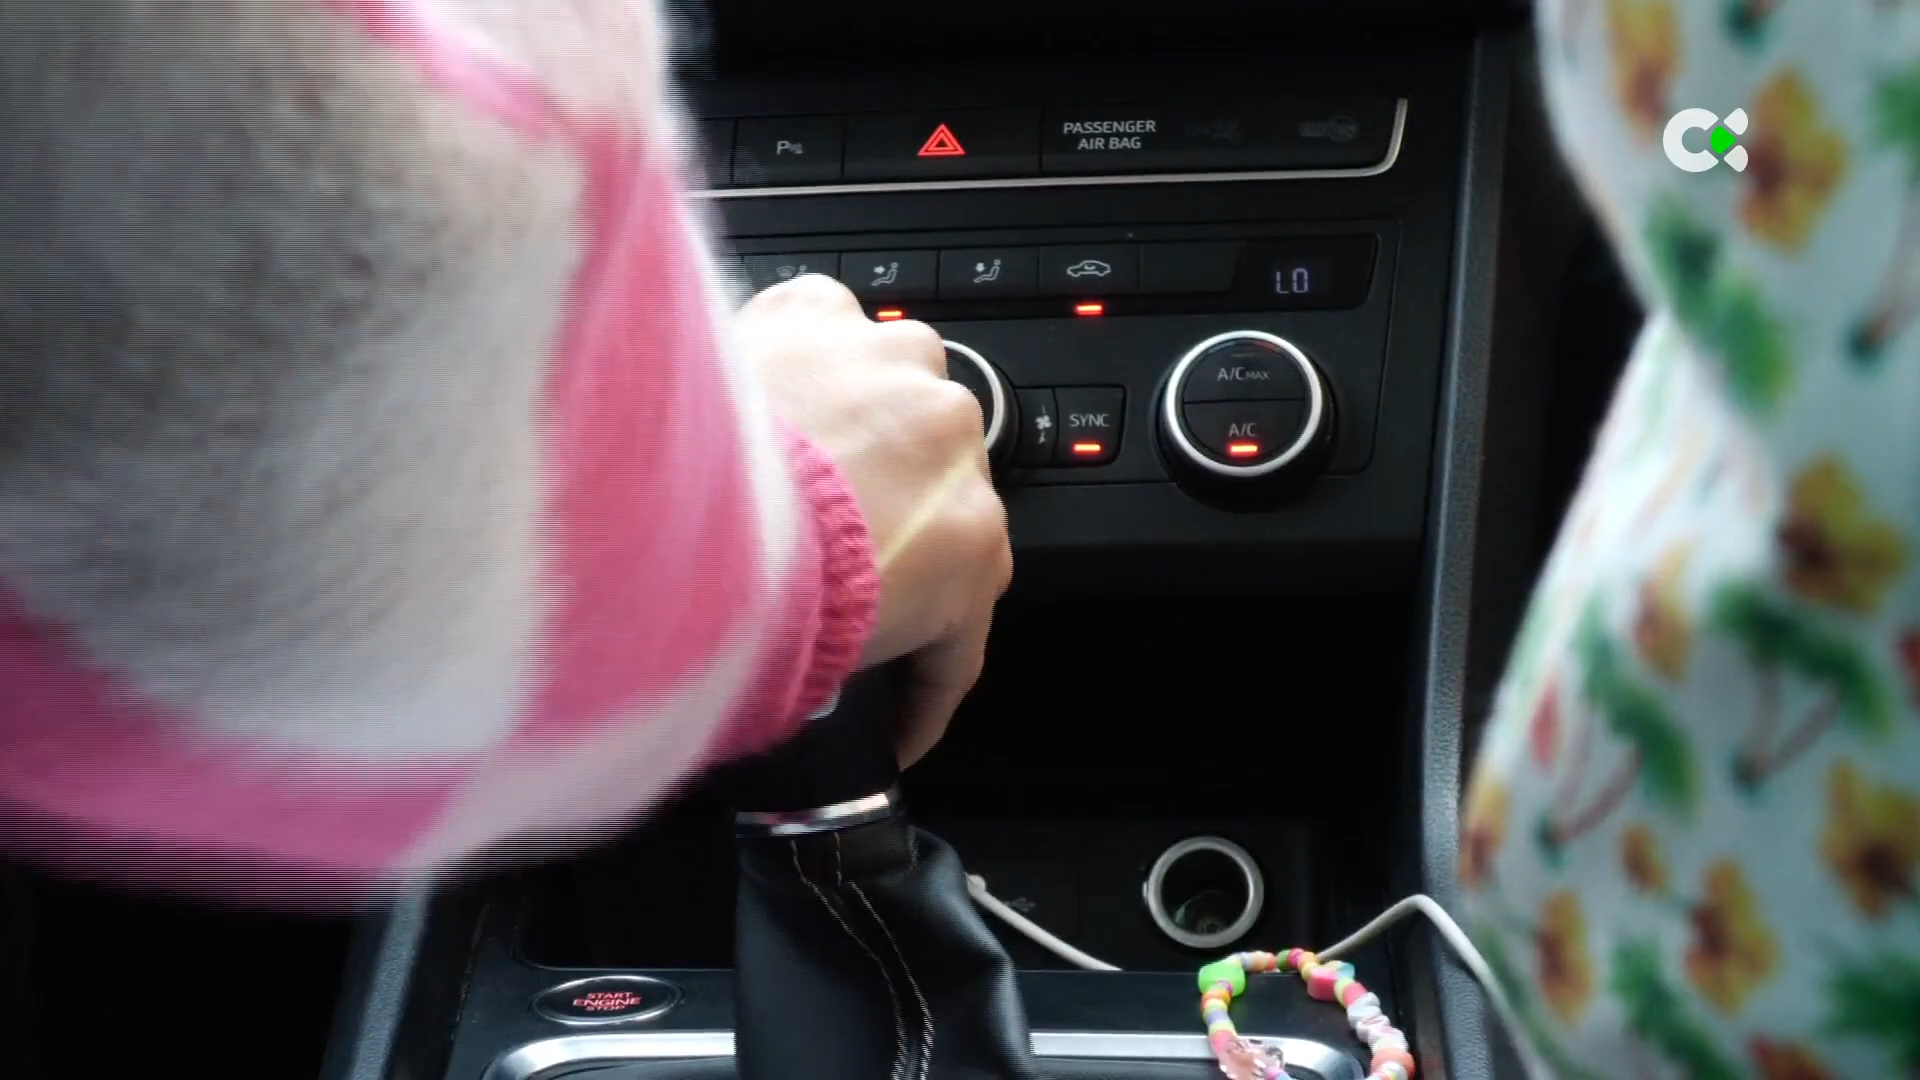 P
PASSENGER
AIR BAG
LO
A/C MAX
SYNC
A/C
START
ENGINE
STOP